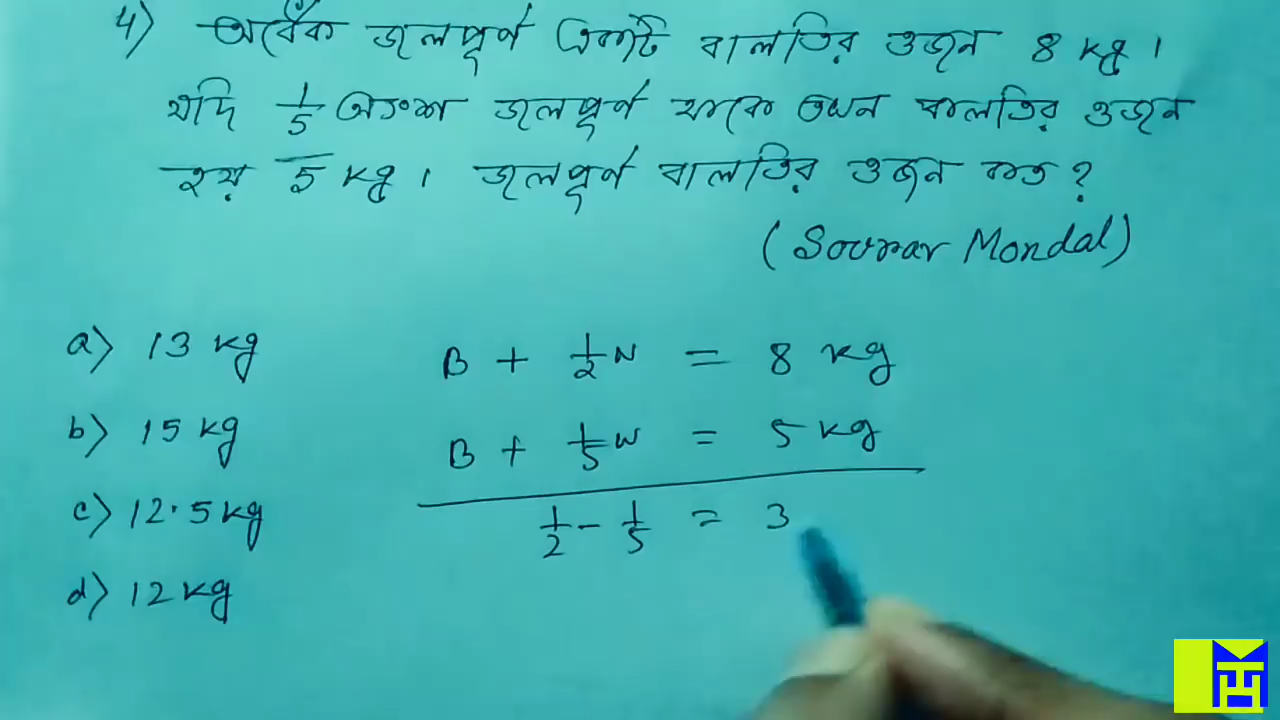 4) অর্ধেক জলপূর্ণ একটি বালতির ওজন 8 kg।
যদি 1/5 অংশ জলপূর্ণ থাকে তখন বালতির ওজন
হয় 5 kg। জলপূর্ণ বালতির ওজন কত?
(Sournar Mondal)
a) 13 kg
b) 15 kg
c) 12.5 kg
d) 12 kg
B + 1/2 W = 8 kg
B + 1/5 W = 5 kg
1/2 - 1/5 = 3